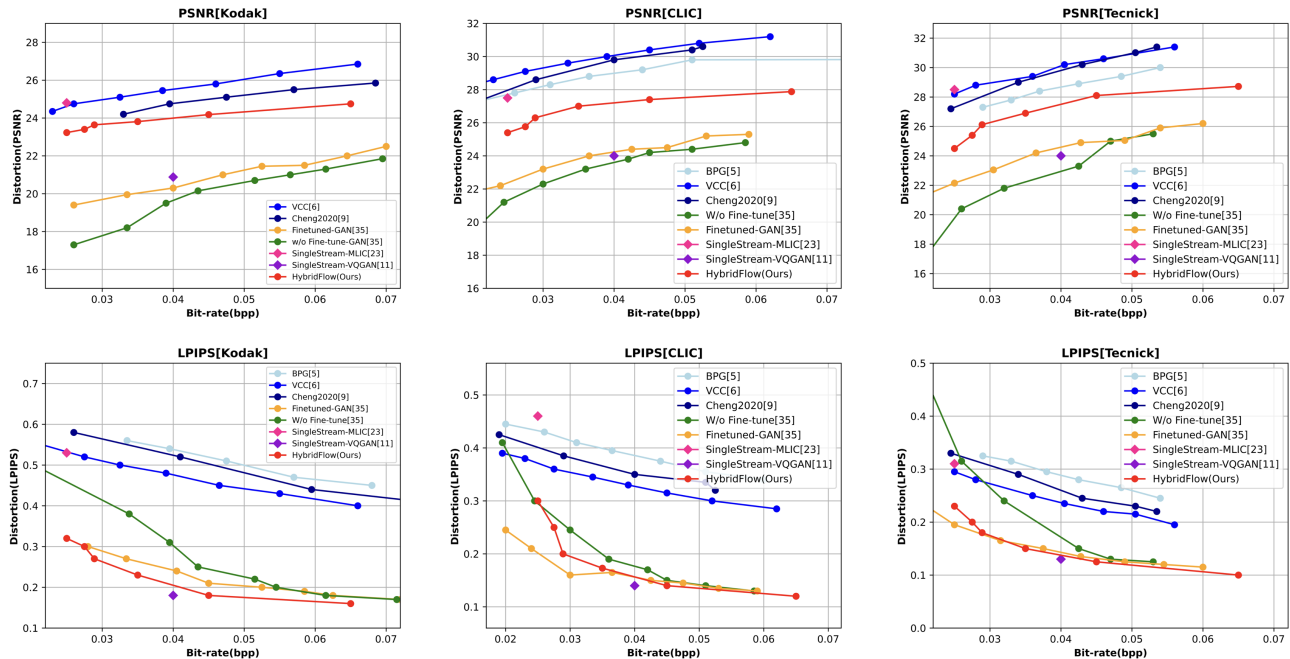 PSNR[Kodak]
Distortion(PSNR)
28
26
24
22
20
18
16
VCC[6]
Cheng2020[9]
Finetuned-GAN[35]
w/o Fine-tune-GAN[35]
SingleStream-MLIC[23]
SingleStream-VQGAN[11]
HybridFlow(Ours)
0.03 0.04 0.05 0.06 0.07
Bit-rate(bpp)
PSNR[CLIC]
Distortion(PSNR)
32
30
28
26
24
22
20
18
16
BPG[5]
VCC[6]
Cheng2020[9]
W/o Fine-tune[35]
Finetuned-GAN[35]
SingleStream-MLIC[23]
SingleStream-VQGAN[11]
HybridFlow(Ours)
0.03 0.04 0.05 0.06 0.07
Bit-rate(bpp)
PSNR[Tecnick]
Distortion(PSNR)
32
30
28
26
24
22
20
18
16
BPG[5]
VCC[6]
Cheng2020[9]
W/o Fine-tune[35]
Finetuned-GAN[35]
SingleStream-MLIC[23]
SingleStream-VQGAN[11]
HybridFlow(Ours)
0.03 0.04 0.05 0.06 0.07
Bit-rate(bpp)
LPIPS[Kodak]
Distortion(LPIPS)
0.7
0.6
0.5
0.4
0.3
0.2
0.1
BPG[5]
VCC[6]
Cheng2020[9]
Finetuned-GAN[35]
W/o Fine-tune[35]
SingleStream-MLIC[23]
SingleStream-VQGAN[11]
HybridFlow(Ours)
0.03 0.04 0.05 0.06 0.07
Bit-rate(bpp)
LPIPS[CLIC]
Distortion(LPIPS)
0.5
0.4
0.3
0.2
0.1
BPG[5]
VCC[6]
Cheng2020[9]
W/o Fine-tune[35]
Finetuned-GAN[35]
SingleStream-MLIC[23]
SingleStream-VQGAN[11]
HybridFlow(Ours)
0.02 0.03 0.04 0.05 0.06 0.07
Bit-rate(bpp)
LPIPS[Tecnick]
Distortion(LPIPS)
0.5
0.4
0.3
0.2
0.1
0.0
BPG[5]
VCC[6]
Cheng2020[9]
W/o Fine-tune[35]
Finetuned-GAN[35]
SingleStream-MLIC[23]
SingleStream-VQGAN[11]
HybridFlow(Ours)
0.03 0.04 0.05 0.06 0.07
Bit-rate(bpp)